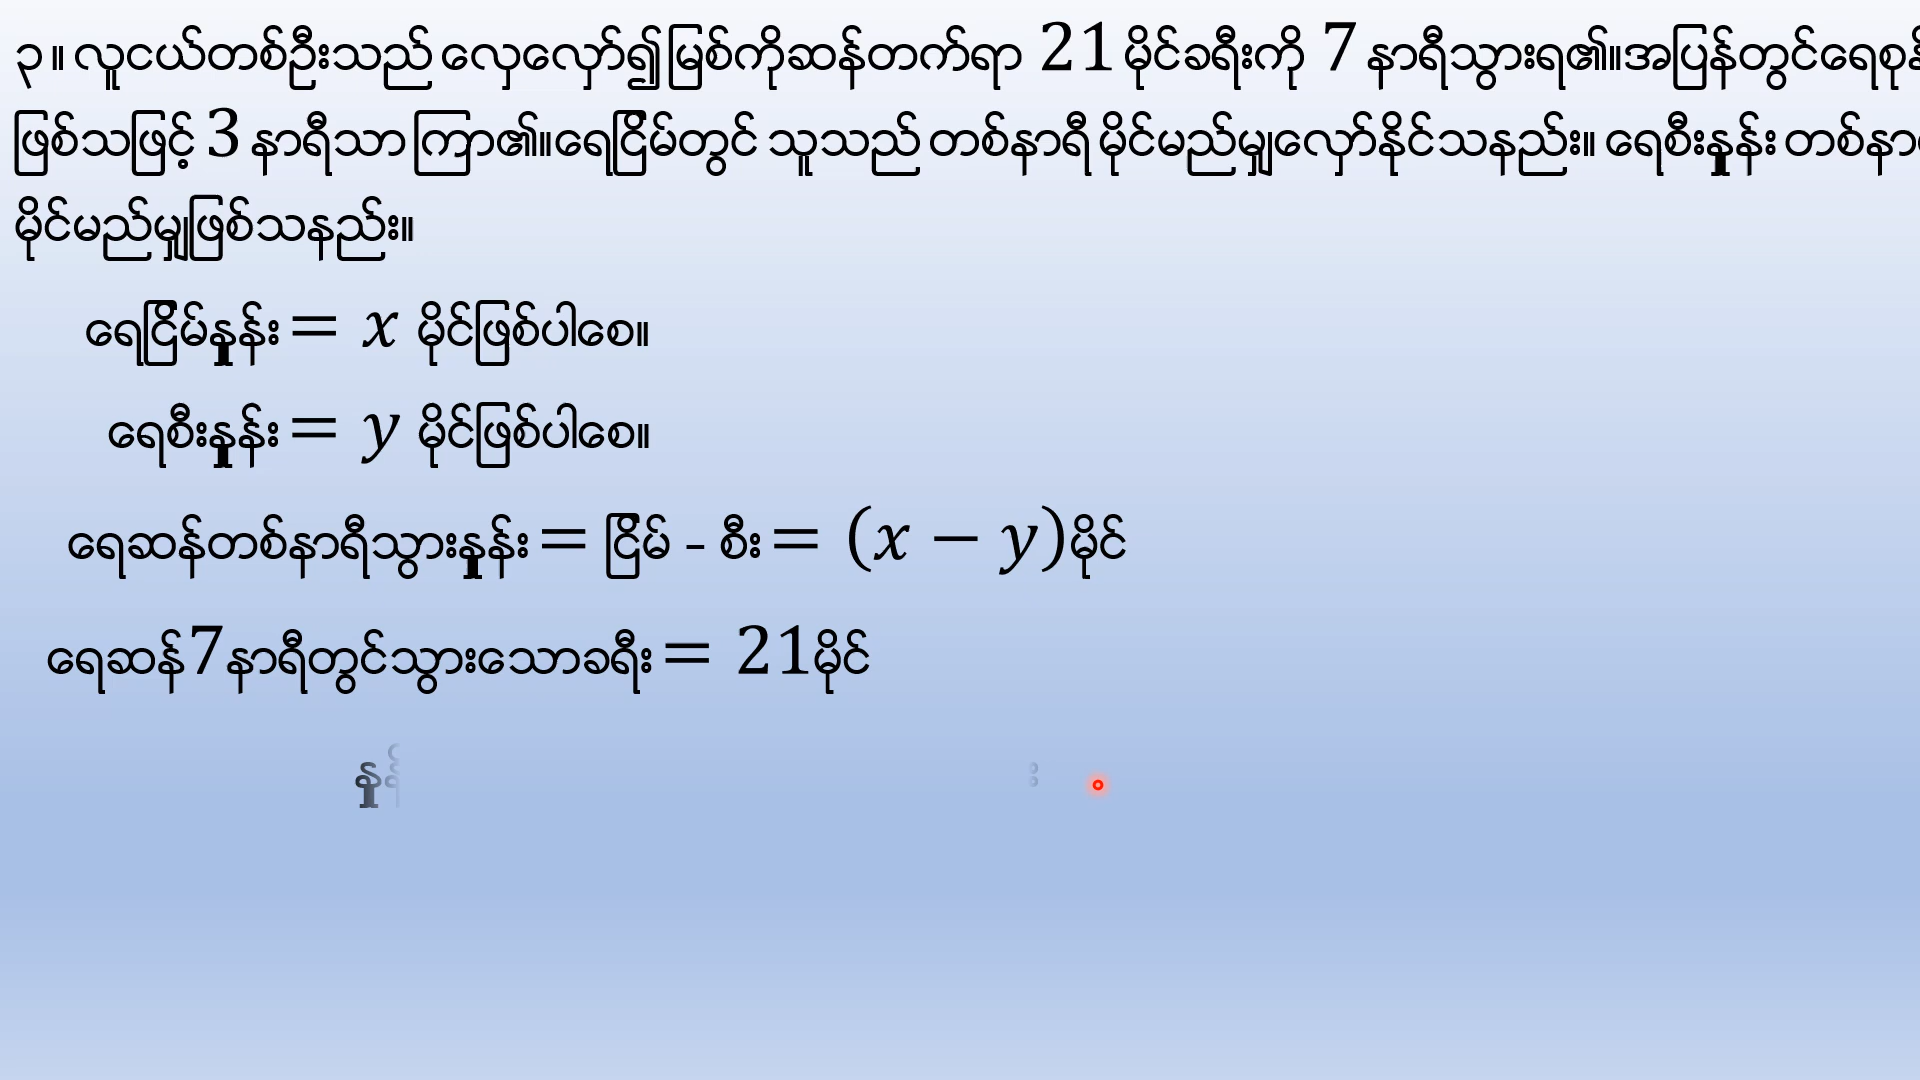 ၃။ လူငယ်တစ်ဦးသည် လှေလှော်၍မြစ်ကိုဆန်တက်ရာ 21 မိုင်ခရီးကို 7 နာရီသွားရ၏။အပြန်တွင်ရေစုန်
ဖြစ်သဖြင့် 3 နာရီသာ ကြာ၏။ရေငြိမ်တွင် သူသည် တစ်နာရီ မိုင်မည်မျှလှော်နိုင်သနည်း။ ရေစီးနှုန်း
မိုင်မည်မျှဖြစ်သနည်း။
ရေငြိမ်နှုန်း = x မိုင်ဖြစ်ပါစေ။
ရေစီးနှုန်း = y မိုင်ဖြစ်ပါစေ။
ရေဆန်တစ်နာရီသွားနှုန်း = ငြိမ် - စီး = (x − y)မိုင်
ရေဆန်7နာရီတွင်သွားသောခရီး = 21မိုင်